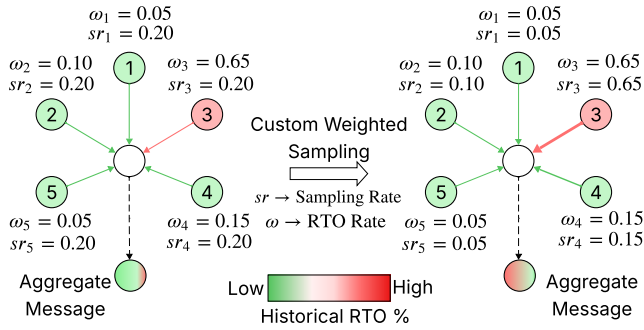 ω₁ = 0.05
sr₁ = 0.20
ω₂ = 0.10
sr₂ = 0.20
ω₃ = 0.65
sr₃ = 0.20
1
2
3
5
4
ω₅ = 0.05
sr₅ = 0.20
ω₄ = 0.15
sr₄ = 0.20
Aggregate
Message
Custom Weighted
Sampling
sr → Sampling Rate
ω → RTO Rate
Low
High
Historical RTO %
ω₁ = 0.05
sr₁ = 0.05
ω₂ = 0.10
sr₂ = 0.10
ω₃ = 0.65
sr₃ = 0.65
1
2
3
5
4
ω₅ = 0.05
sr₅ = 0.05
ω₄ = 0.15
sr₄ = 0.15
Aggregate
Message